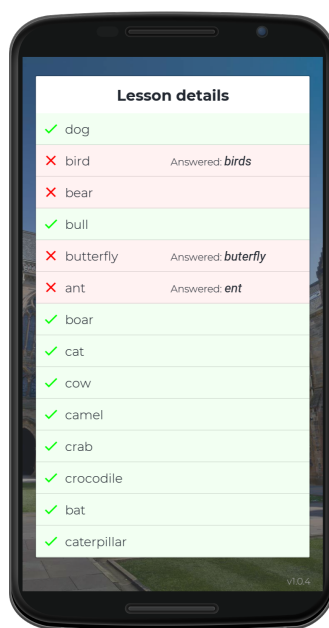 Lesson details
dog
bird Answered: birds
bear
bull
butterfly Answered: buterfly
ant Answered: ent
boar
cat
cow
camel
crab
crocodile
bat
caterpillar
v1.0.4